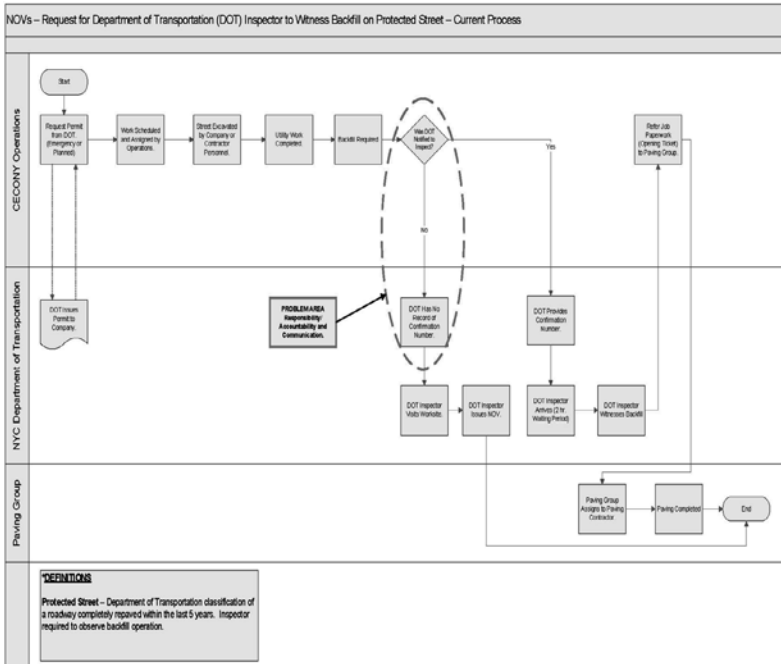 NOVs – Request for Department of Transportation (DOT) Inspector to Witness Backfill on Protected Street – Current Process
CECONY Operations
Start
Request Permit
from DOT.
(Emergency or
Planned)
Work Scheduled
and Assigned by
Operations.
Street Excavated
by Company or
Contractor
Personnel.
Utility Work
Completed.
Backfill Required
Was DOT
Notified to
Inspect?
Yes
No
Refer Job
Paperwork
(Opening Ticket)
to Paving Group.
NYC Department of Transportation
DOT Issues
Permit to
Company.
PROBLEM AREA
Responsibility/
Accountability and
Communication.
DOT Has No
Record of
Confirmation
Number.
DOT Provides
Confirmation
Number.
DOT Inspector
Visits Worksite.
DOT Inspector
Issues NOV.
DOT Inspector
Arrives (2 hr.
Waiting Period)
DOT Inspector
Witnesses Backfill
Paving Group
Paving Group
Assigns to Paving
Contractor.
Paving Completed
End
*DEFINITIONS
Protected Street – Department of Transportation classification of
a roadway completely repaved within the last 5 years. Inspector
required to observe backfill operation.